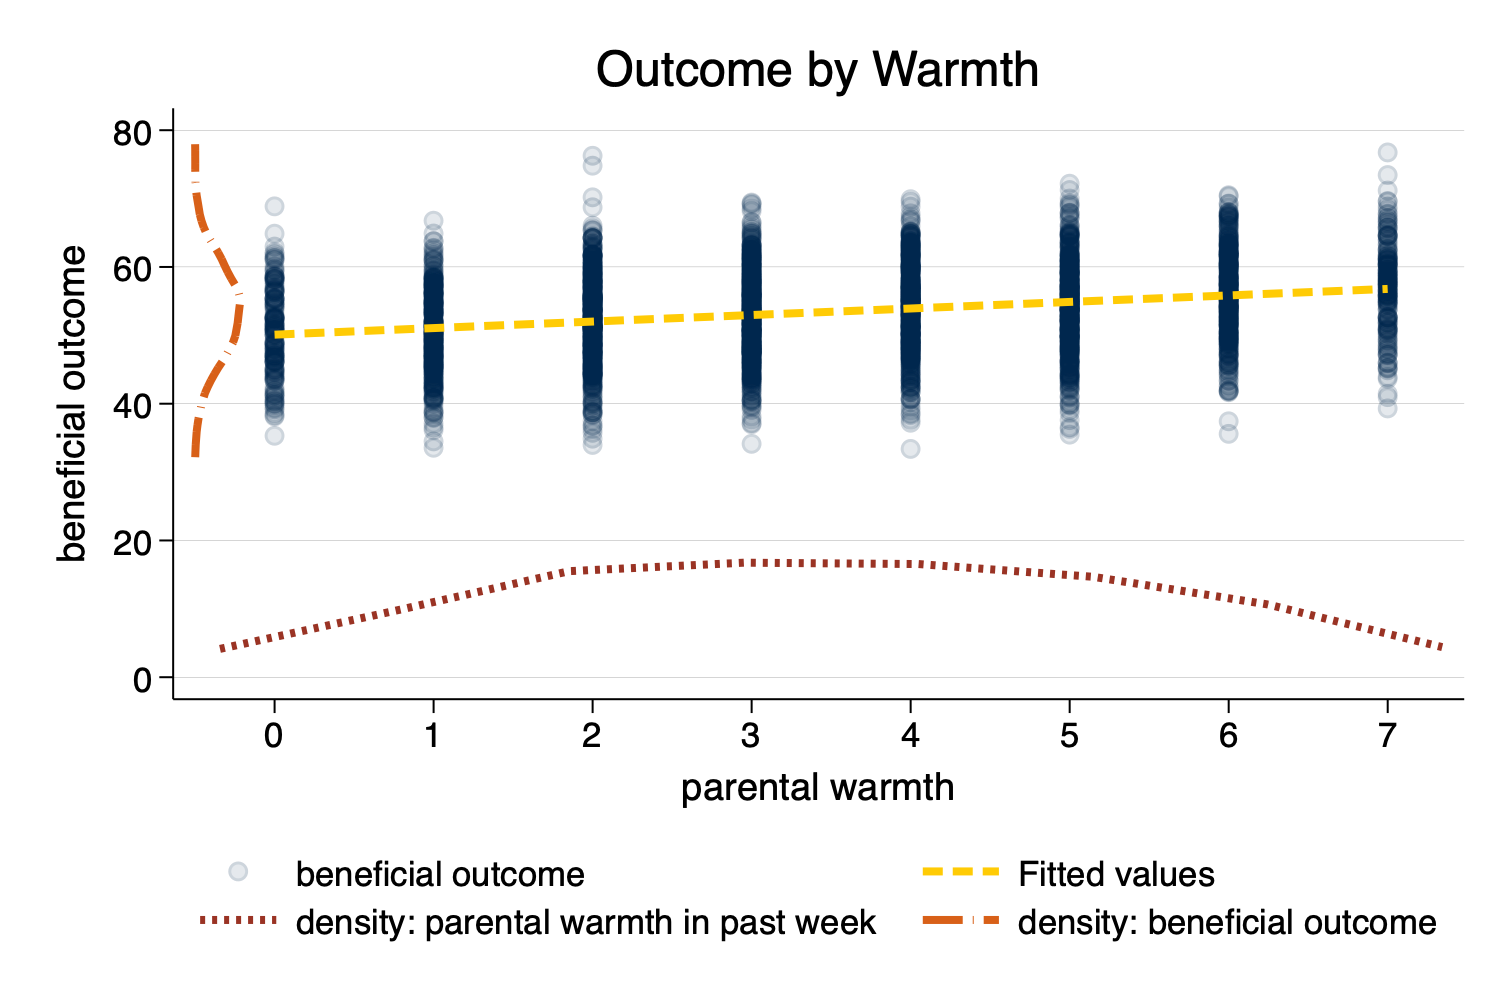 Outcome by Warmth
80
60
40
20
0
beneficial outcome
0 1 2 3 4 5 6 7
parental warmth
beneficial outcome
Fitted values
density: parental warmth in past week
density: beneficial outcome